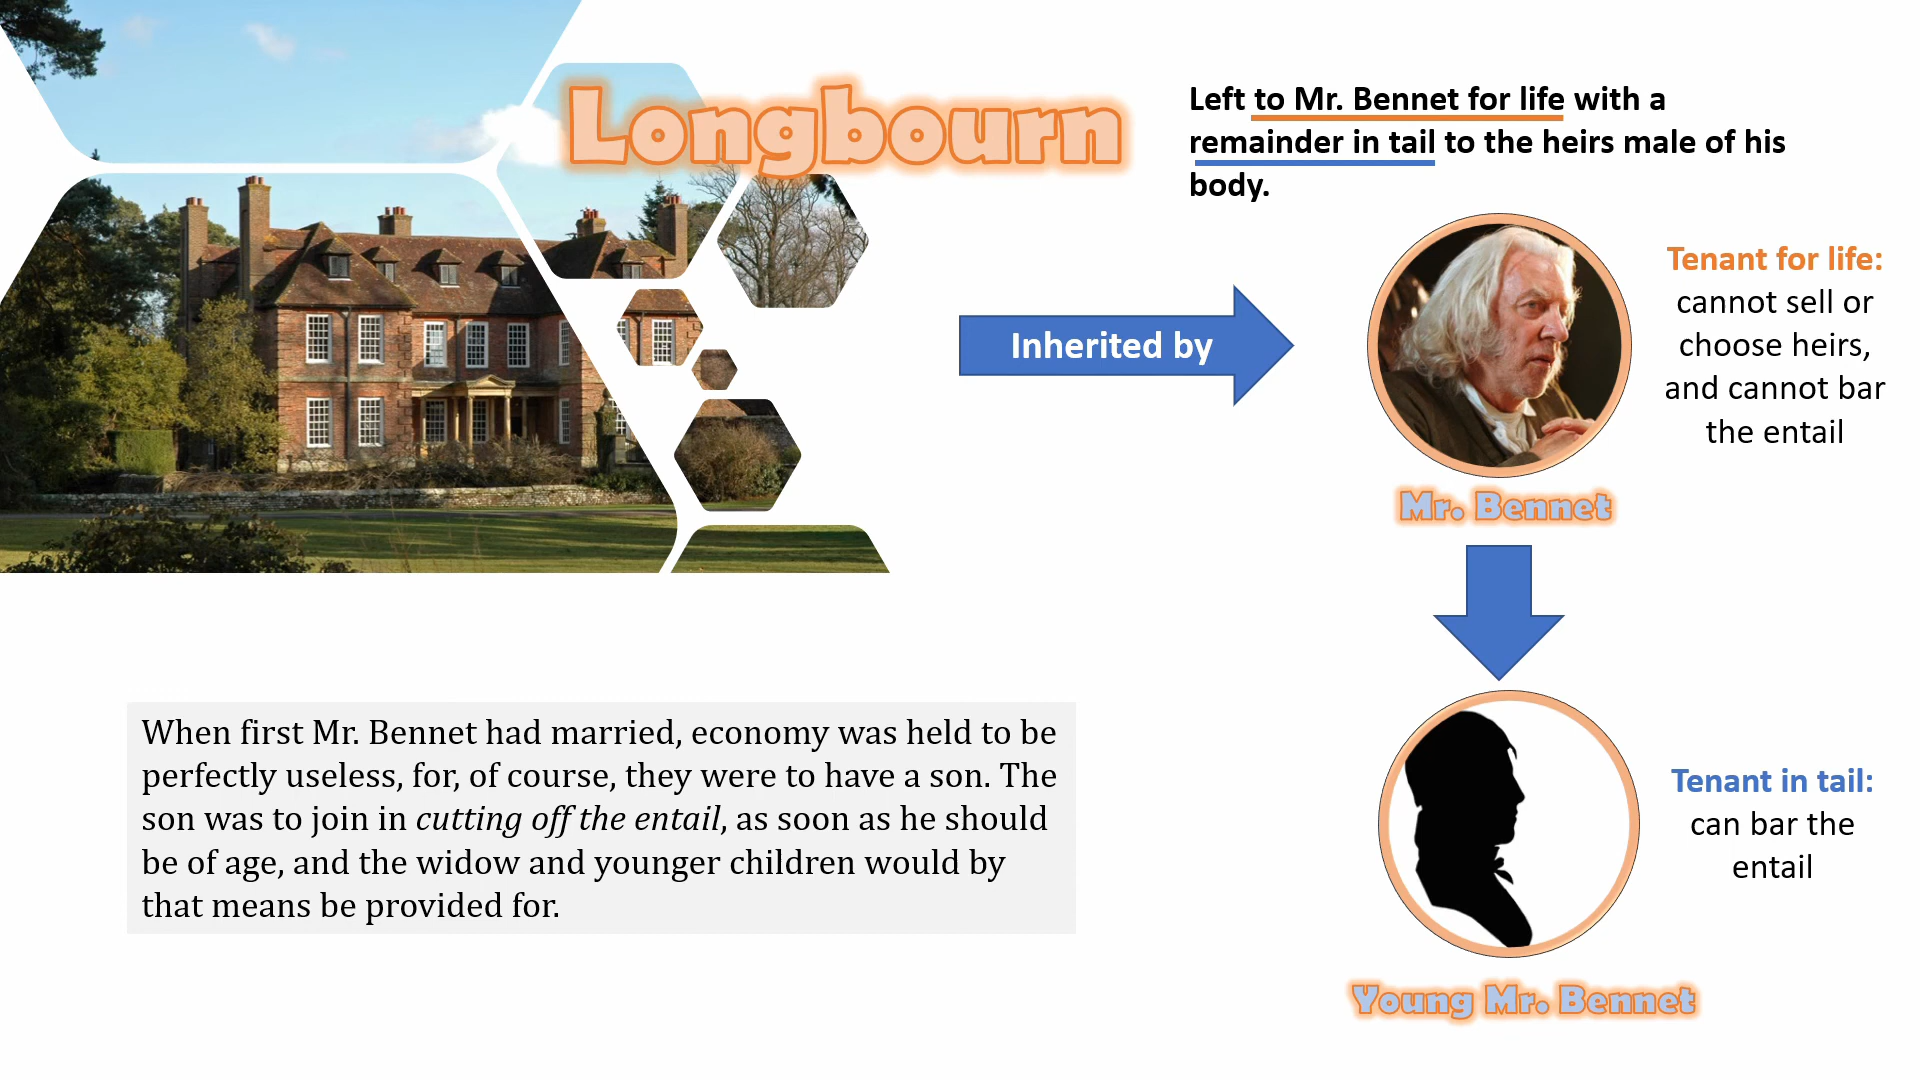 Longbourn
Left to Mr. Bennet for life with a
remainder in tail to the heirs male of his
body.
Inherited by
Tenant for life:
cannot sell or
choose heirs,
and cannot bar
the entail
Mr. Bennet
When first Mr. Bennet had married, economy was held to be
perfectly useless, for, of course, they were to have a son. The
son was to join in cutting off the entail, as soon as he should
be of age, and the widow and younger children would by
that means be provided for.
Tenant in tail:
can bar the
entail
Young Mr. Bennet